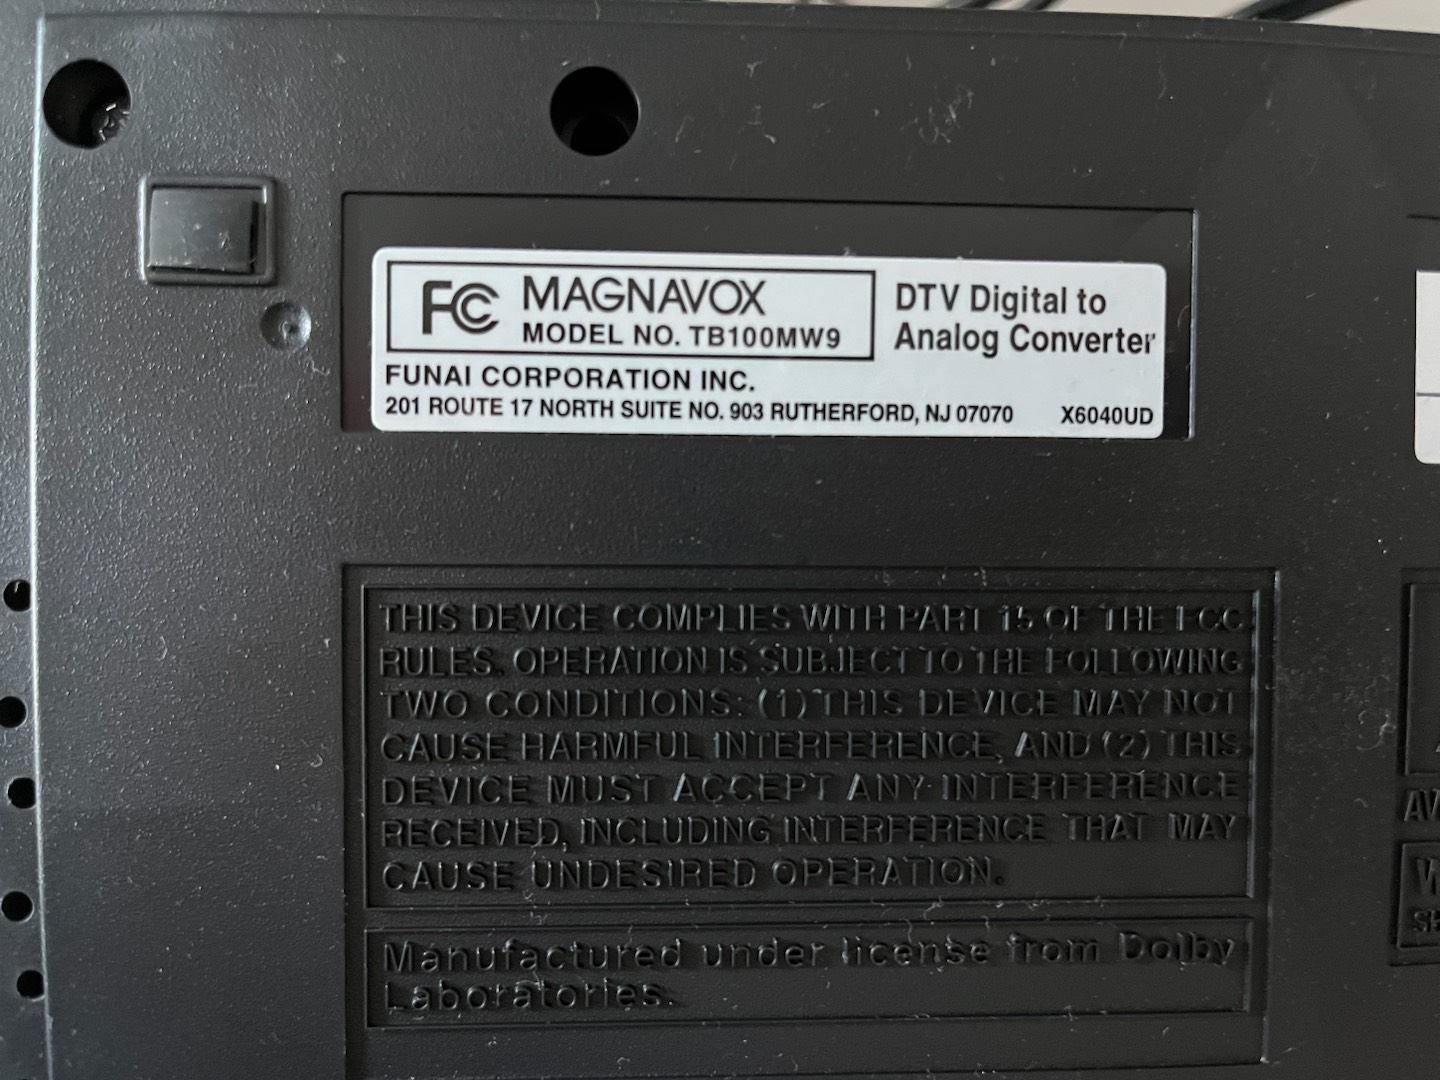 FC MAGNAVOX
MODEL NO. TB100MW9
DTV Digital to
Analog Converter
FUNAI CORPORATION INC.
201 ROUTE 17 NORTH SUITE NO. 903 RUTHERFORD, NJ 07070 X6040UD
THIS DEVICE COMPLIES WITH PART 15 OF THE FCC
RULES. OPERATION IS SUBJECT TO THE FOLLOWING
TWO CONDITIONS: (1) THIS DEVICE MAY NOT
CAUSE HARMFUL INTERFERENCE, AND (2) THIS
DEVICE MUST ACCEPT ANY INTERFERENCE
RECEIVED, INCLUDING INTERFERENCE THAT MAY
CAUSE UNDESIRED OPERATION.
Manufactured under license from Dolby
Laboratories.